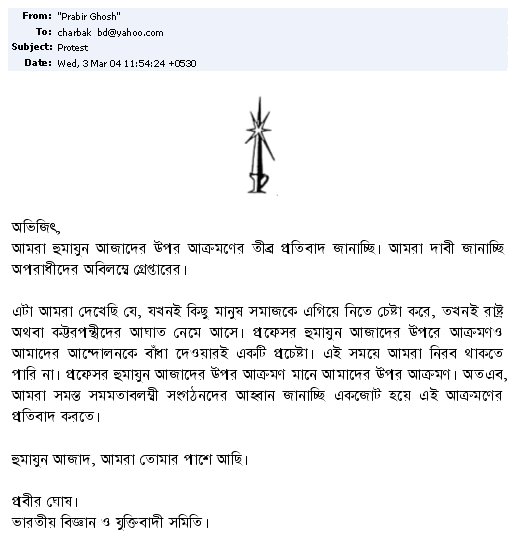 From: "Prabir Ghosh"
To: charbak bd@yahoo.com
Subject: Protest
Date: Wed, 3 Mar 04 11:54:24 +0530
অভিজিৎ,
আমরা হুমাযুন আজাদের উপর আক্রমণের তীব্র প্রতিবাদ জানাচ্ছি। আমরা দাবী জানাচ্ছি
অপরাধীদের অবিলম্বে গ্রেপ্তারের।
এটা আমরা দেখেছি যে, যখনই কিছু মানুষ সমাজকে এগিয়ে নিতে চেষ্টা করে, তখনই রাষ্ট্র
অথবা কট্টরপন্থীদের আঘাত নেমে আসে। প্রফেসর হুমাযুন আজাদের উপরে আক্রমণও
আমাদের আন্দোলনকে বাঁধা দেওয়ারই একটি প্রচেষ্টা। এই সময়ে আমরা নিরব থাকতে
পারি না। প্রফেসর হুমাযুন আজাদের উপর আক্রমণ মানে আমাদের উপর আক্রমণ। অতএব,
আমরা সমস্ত সমমতাবলম্বী সংগঠনদের আহ্বান জানাচ্ছি একজোট হয়ে এই আক্রমণের
প্রতিবাদ করতে।
হুমাযুন আজাদ, আমরা তোমার পাশে আছি।
প্রবীর ঘোষ।
ভারতীয় বিজ্ঞান ও যুক্তিবাদী সমিতি।